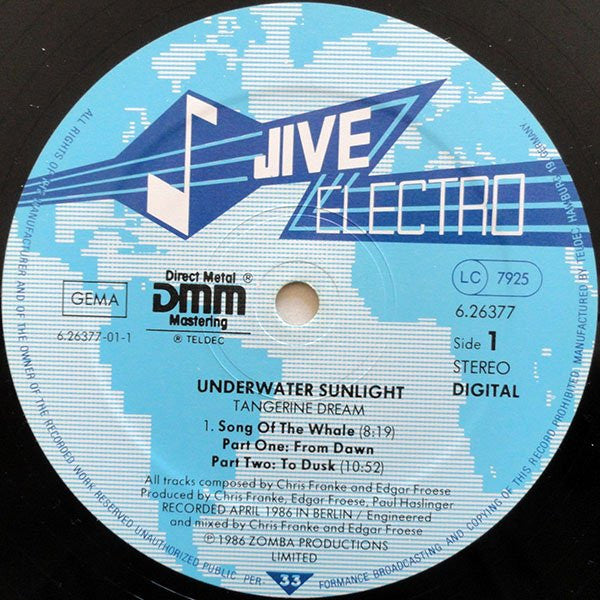 JIVE
ELECTRO
GEMA
6.26377-01-1
Direct Metal ®
DMM
Mastering
® TELDEC
LC 7925
6.26377
Side 1
STEREO
DIGITAL
UNDERWATER SUNLIGHT
TANGERINE DREAM
1. Song Of The Whale (8:19)
Part One: From Dawn
Part Two: To Dusk (10:52)
All tracks composed by Chris Franke and Edgar Froese
Produced by Chris Franke, Edgar Froese, Paul Haslinger
RECORDED APRIL 1986 IN BERLIN / Engineered
and mixed by Chris Franke and Edgar Froese
℗ 1986 ZOMBA PRODUCTIONS
LIMITED
33
ALL RIGHTS OF THE MANUFACTURER AND OF THE OWNER OF THE RECORDED WORK RESERVED UNAUTHORIZED PUBLIC PER- FORMANCE BROADCASTING AND COPYING OF THIS RECORD PROHIBITED. MANUFACTURED BY TELDEC HAMBURG 19 GERMANY